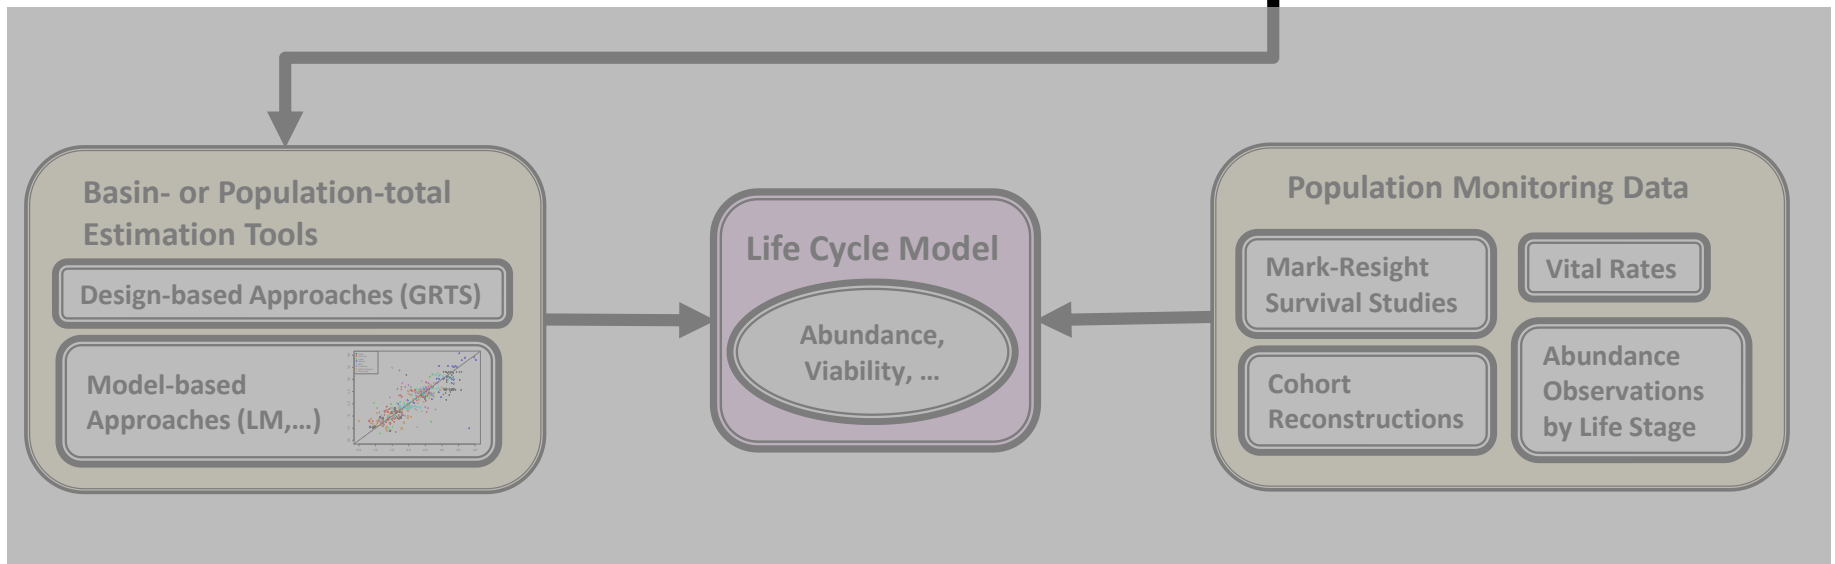 Basin- or Population-total
Estimation Tools
Design-based Approaches (GRTS)
Model-based
Approaches (LM,...)
Life Cycle Model
Abundance,
Viability, ...
Population Monitoring Data
Mark-Resight
Survival Studies
Vital Rates
Cohort
Reconstructions
Abundance
Observations
by Life Stage